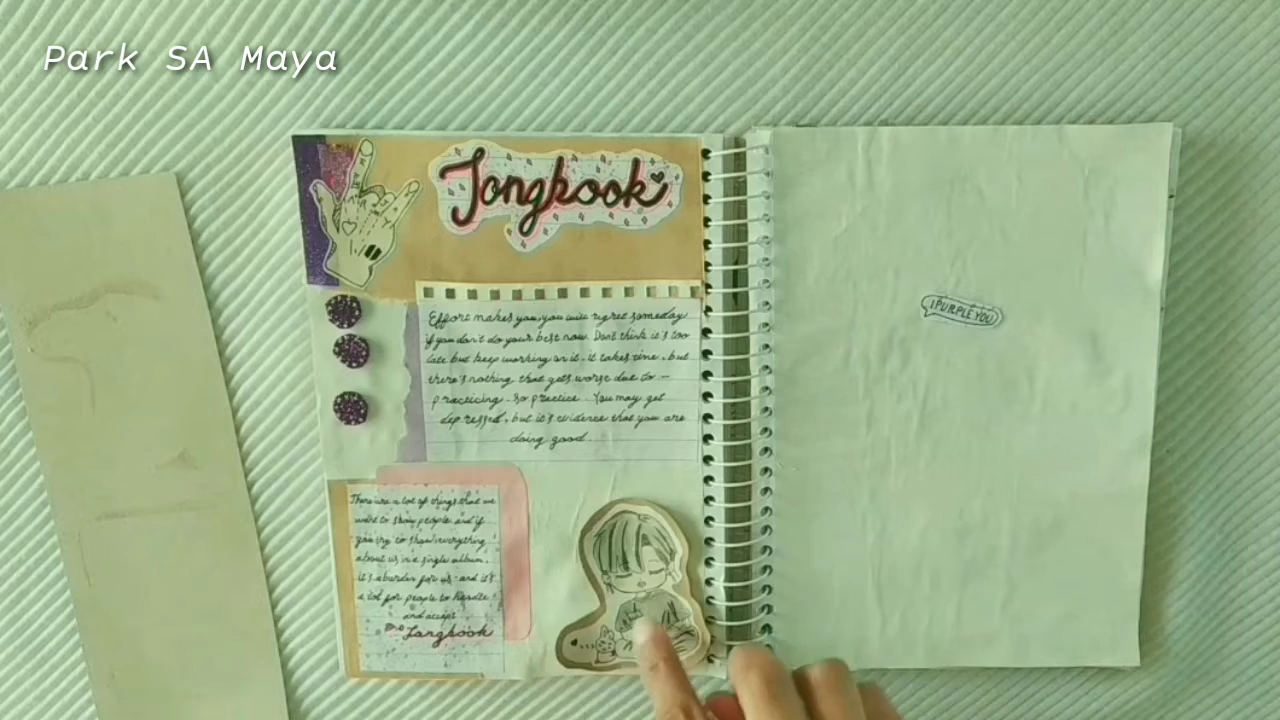 Park SA Maya
Jongkook
I PURPLE YOU
Effort makes you, you will regret someday
if you don't do your best now. Don't think it's too
late but keep working on it. it takes time, but
there's nothing that gets worse due to -
practicing. So practice. You may get
depressed, but it's evidence that you are
doing good.
There are a lot of things that we
want to show people and if
you try to show everything
about us in a single album,
it's a burden for us and it's
a lot for people to handle
and accept
Jongkook